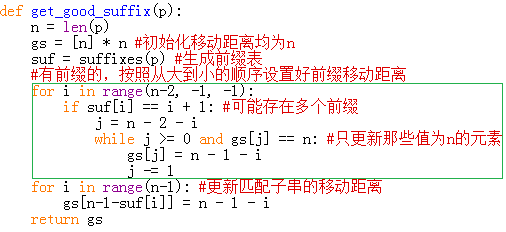 def get_good_suffix(p):
    n = len(p)
    gs = [n] * n #初始化移动距离均为n
    suf = suffixes(p) #生成前缀表
    #有前缀的，按照从大到小的顺序设置好前缀移动距离
    for i in range(n-2, -1, -1):
        if suf[i] == i + 1: #可能存在多个前缀
            j = n - 2 - i
            while j >= 0 and gs[j] == n: #只更新那些值为n的元素
                gs[j] = n - 1 - i
                j -= 1
    for i in range(n-1): #更新匹配子串的移动距离
        gs[n-1-suf[i]] = n - 1 - i
    return gs